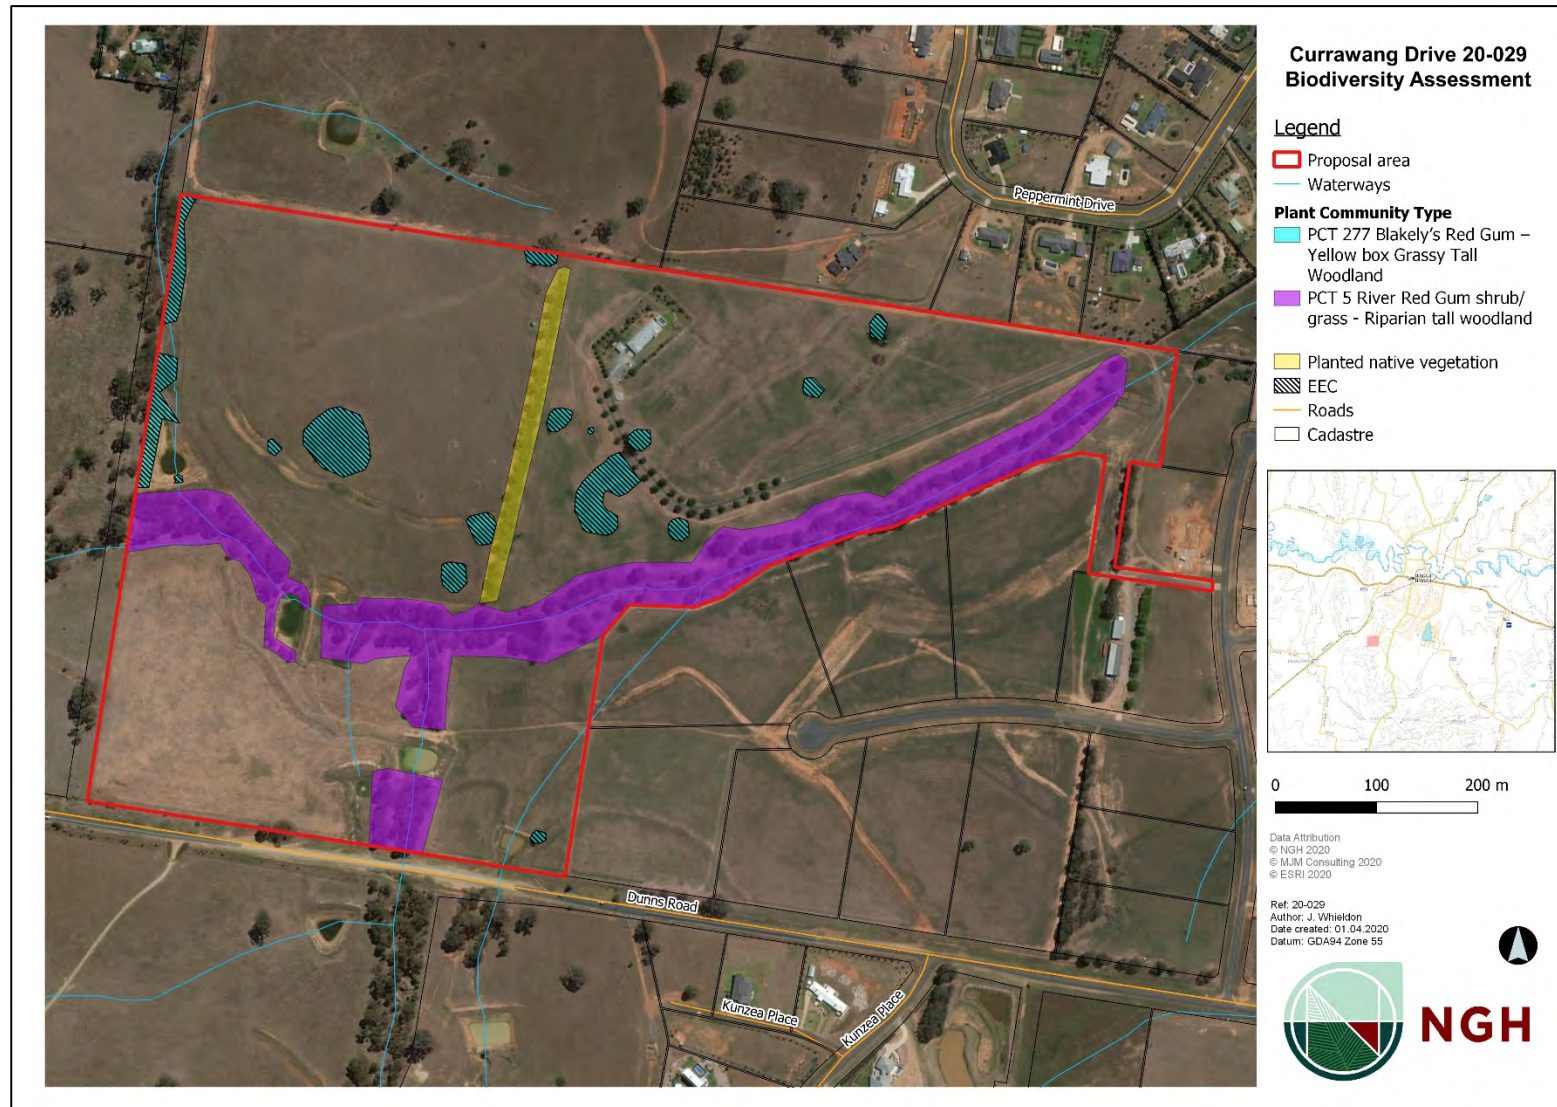 Currawang Drive 20-029
Biodiversity Assessment
Legend
Proposal area
Waterways
Plant Community Type
PCT 277 Blakely's Red Gum –
Yellow box Grassy Tall
Woodland
PCT 5 River Red Gum shrub/
grass - Riparian tall woodland
Planted native vegetation
EEC
Roads
Cadastre
Peppermint Drive
Dunns Road
Kunzea Place
Kunzea Place
0 100 200 m
Data Attribution
© NGH 2020
© MJM Consulting 2020
© ESRI 2020
Ref: 20-029
Author: J. Whieldon
Date created: 01.04.2020
Datum: GDA94 Zone 55
NGH